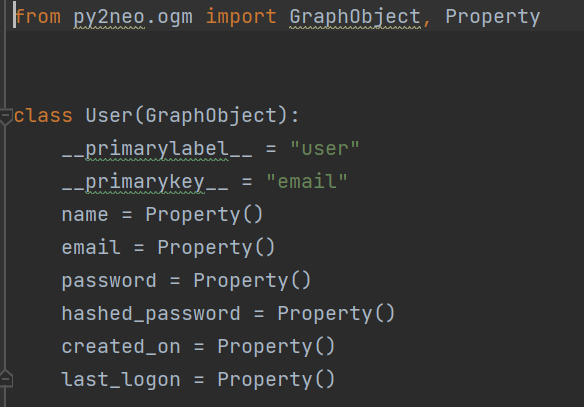 from py2neo.ogm import GraphObject, Property
class User(GraphObject):
    __primarylabel__ = "user"
    __primarykey__ = "email"
    name = Property()
    email = Property()
    password = Property()
    hashed_password = Property()
    created_on = Property()
    last_logon = Property()